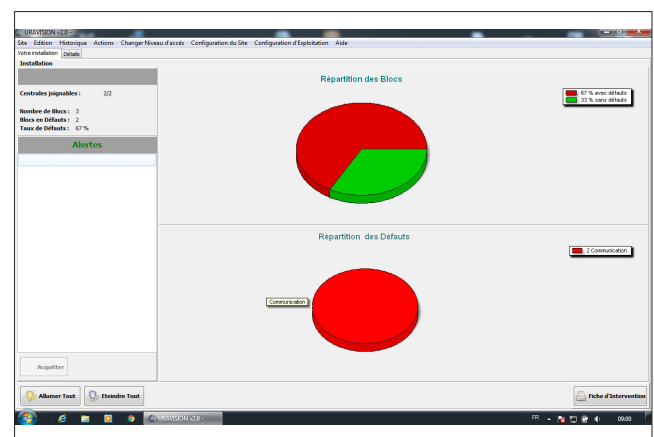 URAVISION v2.0 -
Site Edition Historique Actions Changer Niveau d'accés Configuration du Site Configuration d'Exploitation Aide
Votre installation Détails
Installation
Centrales joignables : 2/2
Nombre de Blocs : 3
Blocs en Défauts : 2
Taux de Défauts : 67 %
Alertes
Acquitter
Répartition des Blocs
67 % avec défauts
33 % sans défauts
Répartition des Défauts
2 Communication
Communication
Allumer Tout
Eteindre Tout
Fiche d'Intervention
URAVISION v2.0 -
FR
09:00